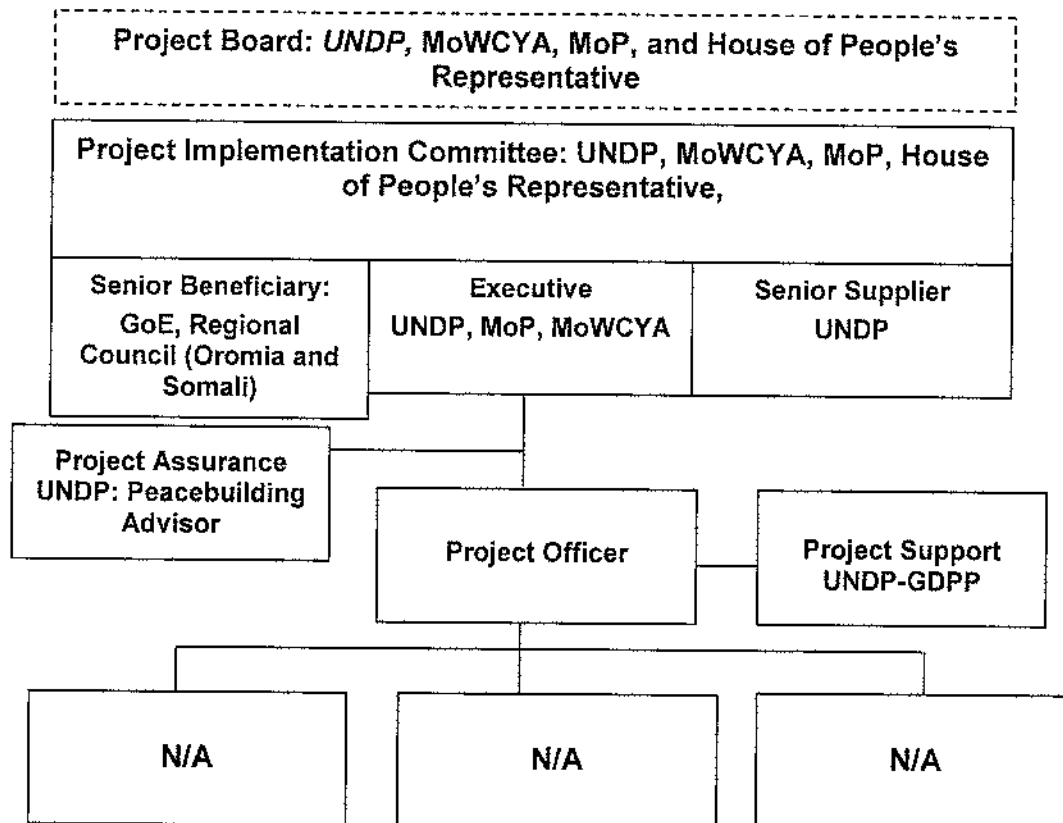 Project Board: UNDP, MoWCYA, MoP, and House of People's
Representative
Project Implementation Committee: UNDP, MoWCYA, MoP, House
of People's Representative,
Senior Beneficiary:
GoE, Regional
Council (Oromia and
Somali)
Executive
UNDP, MoP, MoWCYA
Senior Supplier
UNDP
Project Assurance
UNDP: Peacebuilding
Advisor
Project Officer
Project Support
UNDP-GDPP
N/A
N/A
N/A